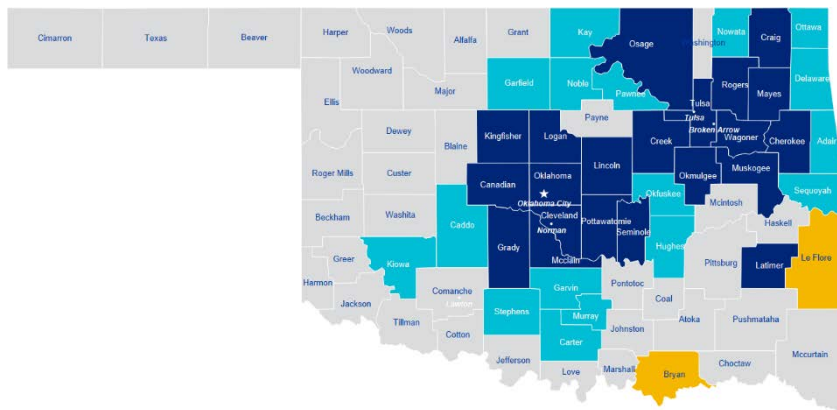 Cimarron
Texas
Beaver
Harper
Woods
Alfalfa
Grant
Kay
Osage
Washington
Nowata
Craig
Ottawa
Woodward
Ellis
Major
Garfield
Noble
Pawnee
Rogers
Mayes
Delaware
Tulsa
Tulsa
Broken Arrow
Payne
Dewey
Blaine
Kingfisher
Logan
Creek
Wagoner
Cherokee
Adair
Roger Mills
Custer
Canadian
Oklahoma
Oklahoma City
Lincoln
Okmulgee
Muskogee
Sequoyah
Beckham
Washita
Caddo
Cleveland
Norman
Pottawatomie
Seminole
Okfuskee
McIntosh
Haskell
Greer
Kiowa
Grady
Mcclain
Hughes
Pittsburg
Latimer
Le Flore
Harmon
Jackson
Comanche
Lawton
Garvin
Pontotoc
Coal
Tillman
Cotton
Stephens
Murray
Carter
Johnston
Atoka
Pushmataha
Mccurtain
Jefferson
Love
Marshall
Bryan
Choctaw